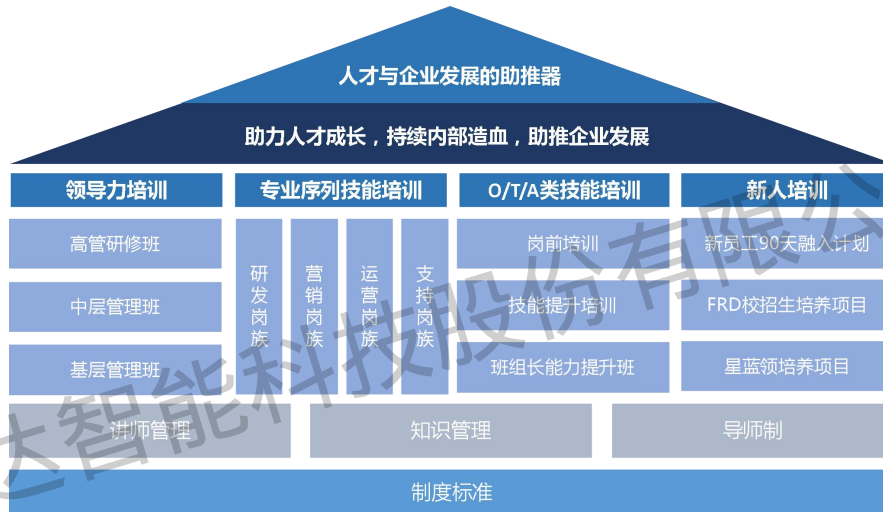 人才与企业发展的助推器
助力人才成长，持续内部造血，助推企业发展
领导力培训
专业序列技能培训
O/T/A类技能培训
新人培训
高管研修班
中层管理班
基层管理班
研发岗族
营销岗族
运营岗族
支持岗族
岗前培训
技能提升培训
班组长能力提升班
新员工90天融入计划
FRD校招生培养项目
星蓝领培养项目
讲师管理
知识管理
导师制
制度标准
达智能科技股份有限公